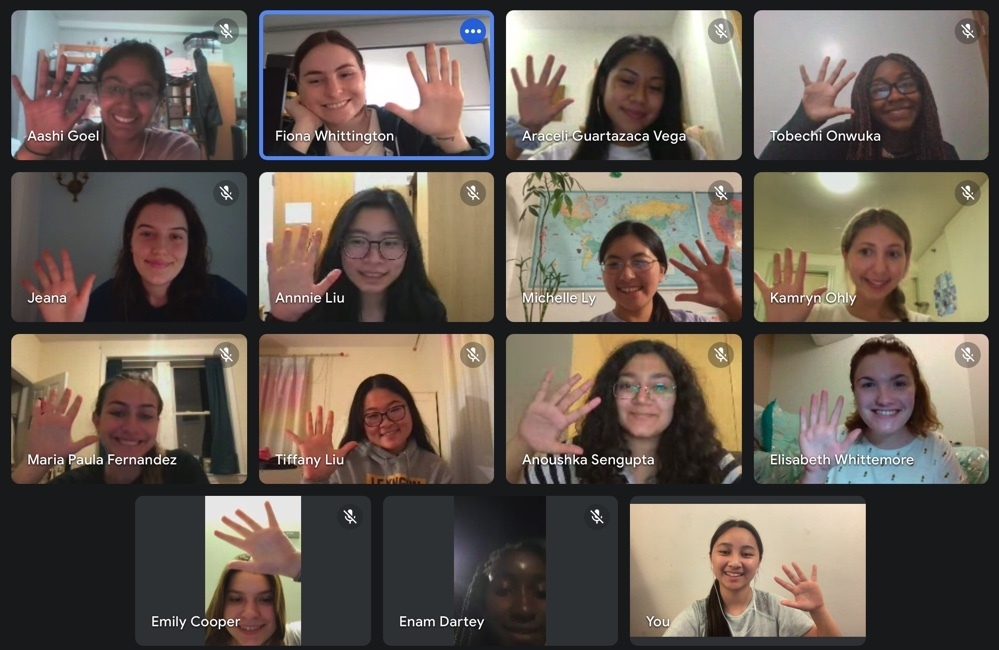 Aashi Goel
Fiona Whittington
Araceli Guartazaca Vega
Tobechi Onwuka
Jeana
Annnie Liu
Michelle Ly
Kamryn Ohly
Maria Paula Fernandez
Tiffany Liu
Anoushka Sengupta
Elisabeth Whittemore
Emily Cooper
Enam Dartey
You